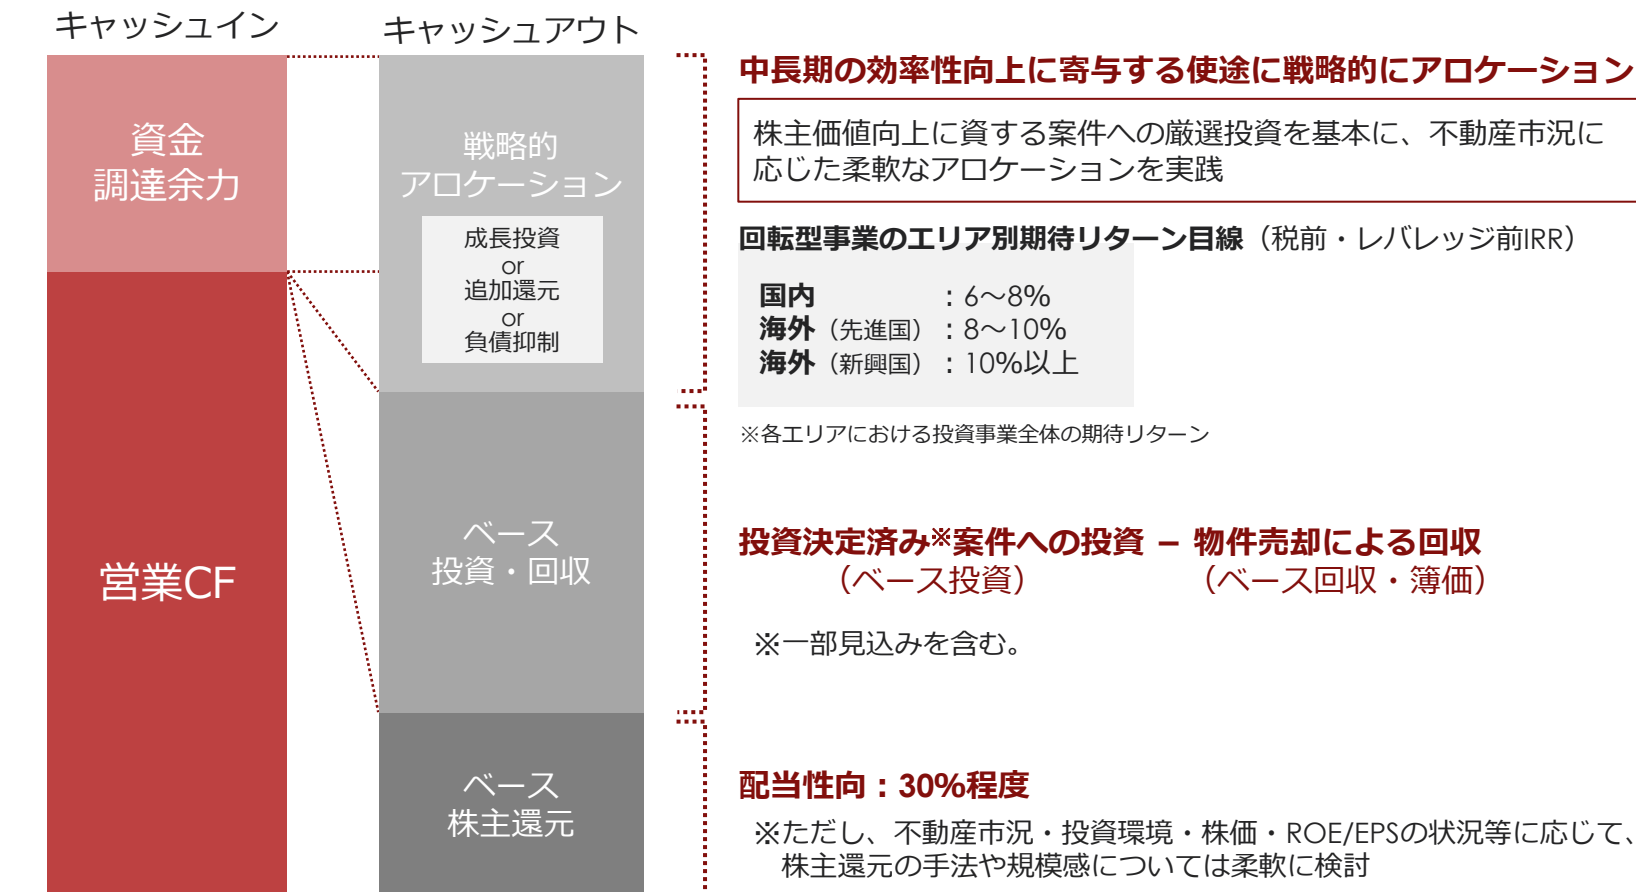 キャッシュイン
キャッシュアウト
資金
調達余力
営業CF
戦略的
アロケーション
成長投資
or
追加還元
or
負債抑制
ベース
投資・回収
ベース
株主還元
中長期の効率性向上に寄与する使途に戦略的にアロケーション
株主価値向上に資する案件への厳選投資を基本に、不動産市況に
応じた柔軟なアロケーションを実践
回転型事業のエリア別期待リターン目線（税前・レバレッジ前IRR）
国内 ：6～8%
海外（先進国）：8～10%
海外（新興国）：10%以上
※各エリアにおける投資事業全体の期待リターン
投資決定済み※案件への投資 － 物件売却による回収
（ベース投資） （ベース回収・簿価）
※一部見込みを含む。
配当性向：30%程度
※ただし、不動産市況・投資環境・株価・ROE/EPSの状況等に応じて、
株主還元の手法や規模感については柔軟に検討